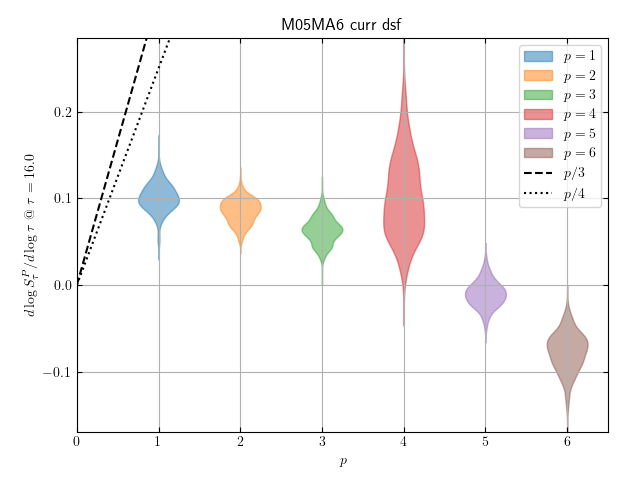 M05MA6 curr dsf
d log S_τ^P / d log τ @ τ = 16.0
0.2
0.1
0.0
−0.1
0 1 2 3 4 5 6
p
p = 1
p = 2
p = 3
p = 4
p = 5
p = 6
p/3
p/4